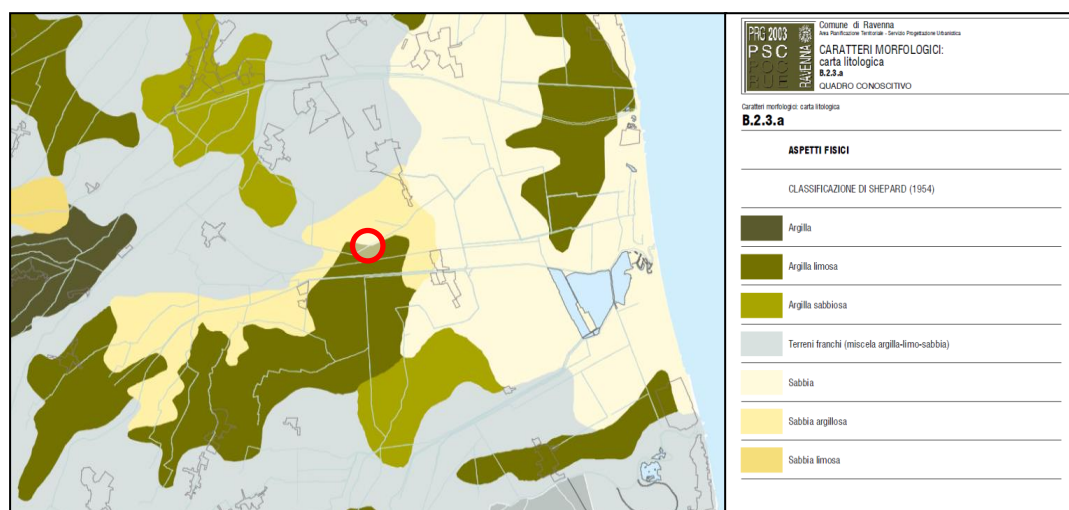 PRG 2003
PSC
POC
RUE
RAVENNA
Comune di Ravenna
Area Pianificazione Territoriale - Servizio Progettazione Urbanistica
CARATTERI MORFOLOGICI:
carta litologica
B.2.3.a
QUADRO CONOSCITIVO
Caratteri morfologici: carta litologica
B.2.3.a
ASPETTI FISICI
CLASSIFICAZIONE DI SHEPARD (1954)
Argilla
Argilla limosa
Argilla sabbiosa
Terreni franchi (miscela argilla-limo-sabbia)
Sabbia
Sabbia argillosa
Sabbia limosa